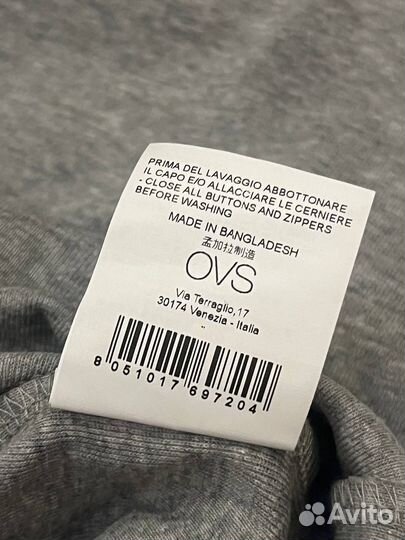 PRIMA DEL LAVAGGIO ABBOTTONARE
IL CAPO E/O ALLACCIARE LE CERNIERE
- CLOSE ALL BUTTONS AND ZIPPERS
BEFORE WASHING
MADE IN BANGLADESH
孟加拉制造
OVS
Via Terraglio,17
30174 Venezia - Italia
8 051017 697204
Avito